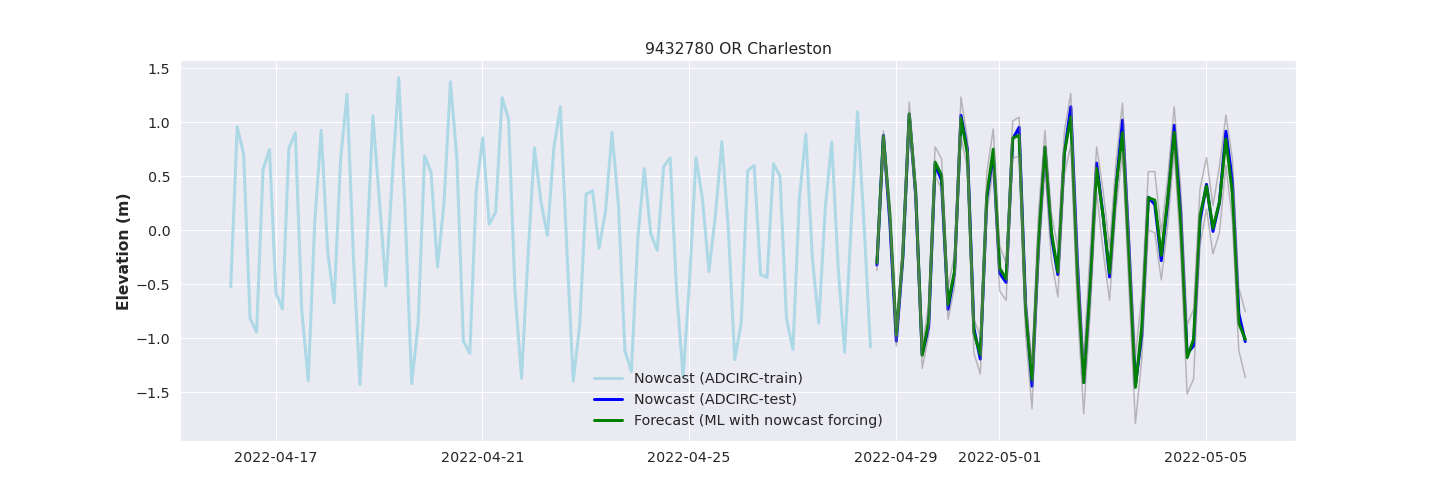 9432780 OR Charleston
Elevation (m)
1.5
1.0
0.5
0.0
−0.5
−1.0
−1.5
Nowcast (ADCIRC-train)
Nowcast (ADCIRC-test)
Forecast (ML with nowcast forcing)
2022-04-17 2022-04-21 2022-04-25 2022-04-29 2022-05-01 2022-05-05